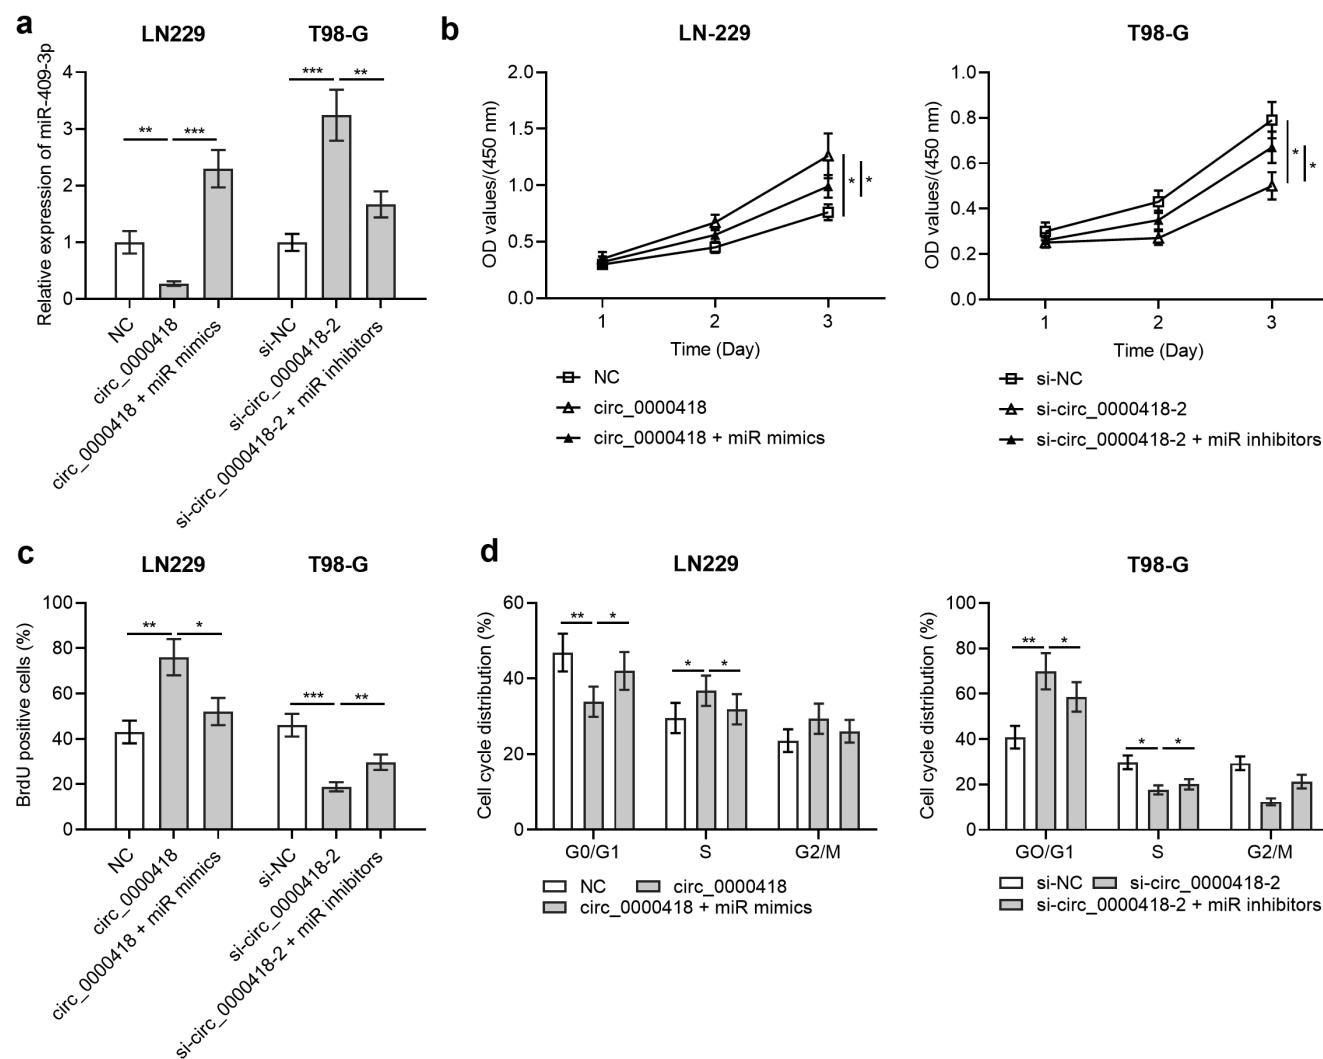 a
LN229
T98-G
Relative expression of miR-409-3p
4
3
2
1
0
**
***
***
**
NC
circ_0000418
circ_0000418 + miR mimics
si-NC
si-circ_0000418-2
si-circ_0000418-2 + miR inhibitors
b
LN-229
OD values/(450 nm)
2.0
1.5
1.0
0.5
0.0
*
*
1
2
3
Time (Day)
NC
circ_0000418
circ_0000418 + miR mimics
T98-G
OD values/(450 nm)
1.0
0.8
0.6
0.4
0.2
0.0
*
*
1
2
3
Time (Day)
si-NC
si-circ_0000418-2
si-circ_0000418-2 + miR inhibitors
c
LN229
T98-G
BrdU positive cells (%)
100
80
60
40
20
0
**
*
***
**
NC
circ_0000418
circ_0000418 + miR mimics
si-NC
si-circ_0000418-2
si-circ_0000418-2 + miR inhibitors
d
LN229
Cell cycle distribution (%)
60
40
20
0
**
*
*
*
G0/G1
S
G2/M
NC
circ_0000418
circ_0000418 + miR mimics
T98-G
Cell cycle distribution (%)
100
80
60
40
20
0
**
*
*
*
GO/G1
S
G2/M
si-NC
si-circ_0000418-2
si-circ_0000418-2 + miR inhibitors